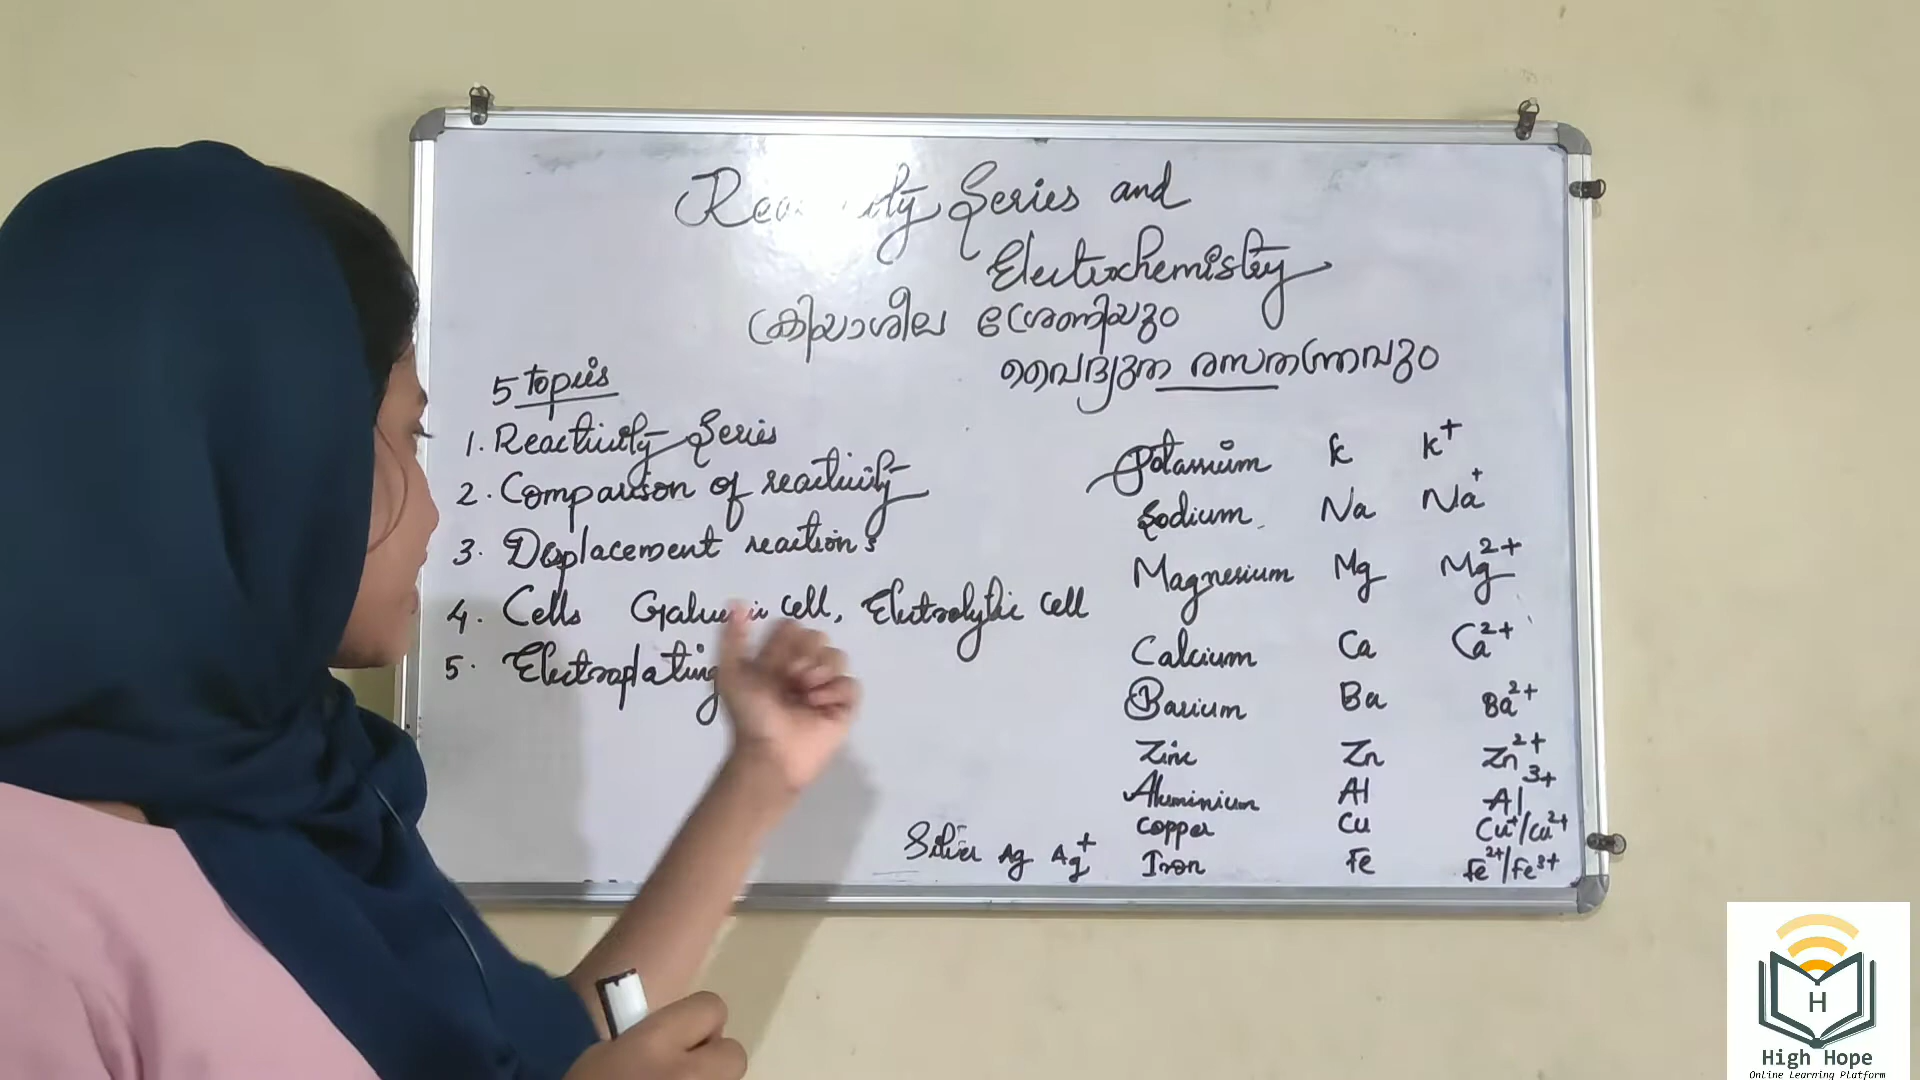 Reactivity Series and
Electrochemistry
ക്രിയാശീല ശ്രേണിയും
വൈദ്യുത രസതന്ത്രവും
5 Topics
1. Reactivity Series
2. Comparison of reactivity
3. Displacement reactions
4. Cells Galvanic cell, Electrolytic cell
5. Electroplating
Potassium K K+
Sodium Na Na+
Magnesium Mg Mg2+
Calcium Ca Ca2+
Barium Ba Ba2+
Zinc Zn Zn2+
Aluminium Al Al3+
Copper Cu Cu+/Cu2+
Iron Fe Fe2+/Fe3+
Silver Ag Ag+
H
High Hope
Online Learning Platform